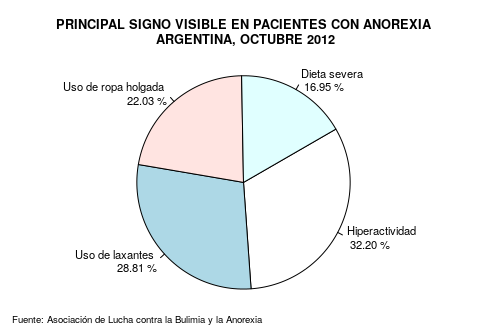 PRINCIPAL SIGNO VISIBLE EN PACIENTES CON ANOREXIA
ARGENTINA, OCTUBRE 2012
Dieta severa
16.95 %
Uso de ropa holgada
22.03 %
Hiperactividad
32.20 %
Uso de laxantes
28.81 %
Fuente: Asociación de Lucha contra la Bulimia y la Anorexia